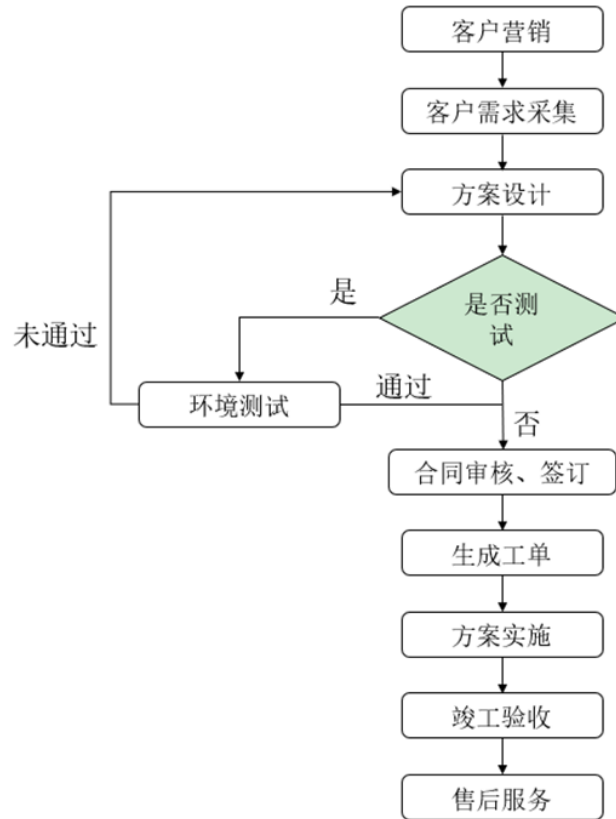 客户营销
客户需求采集
方案设计
是否测
试
是
未通过
环境测试
通过
否
合同审核、签订
生成工单
方案实施
竣工验收
售后服务